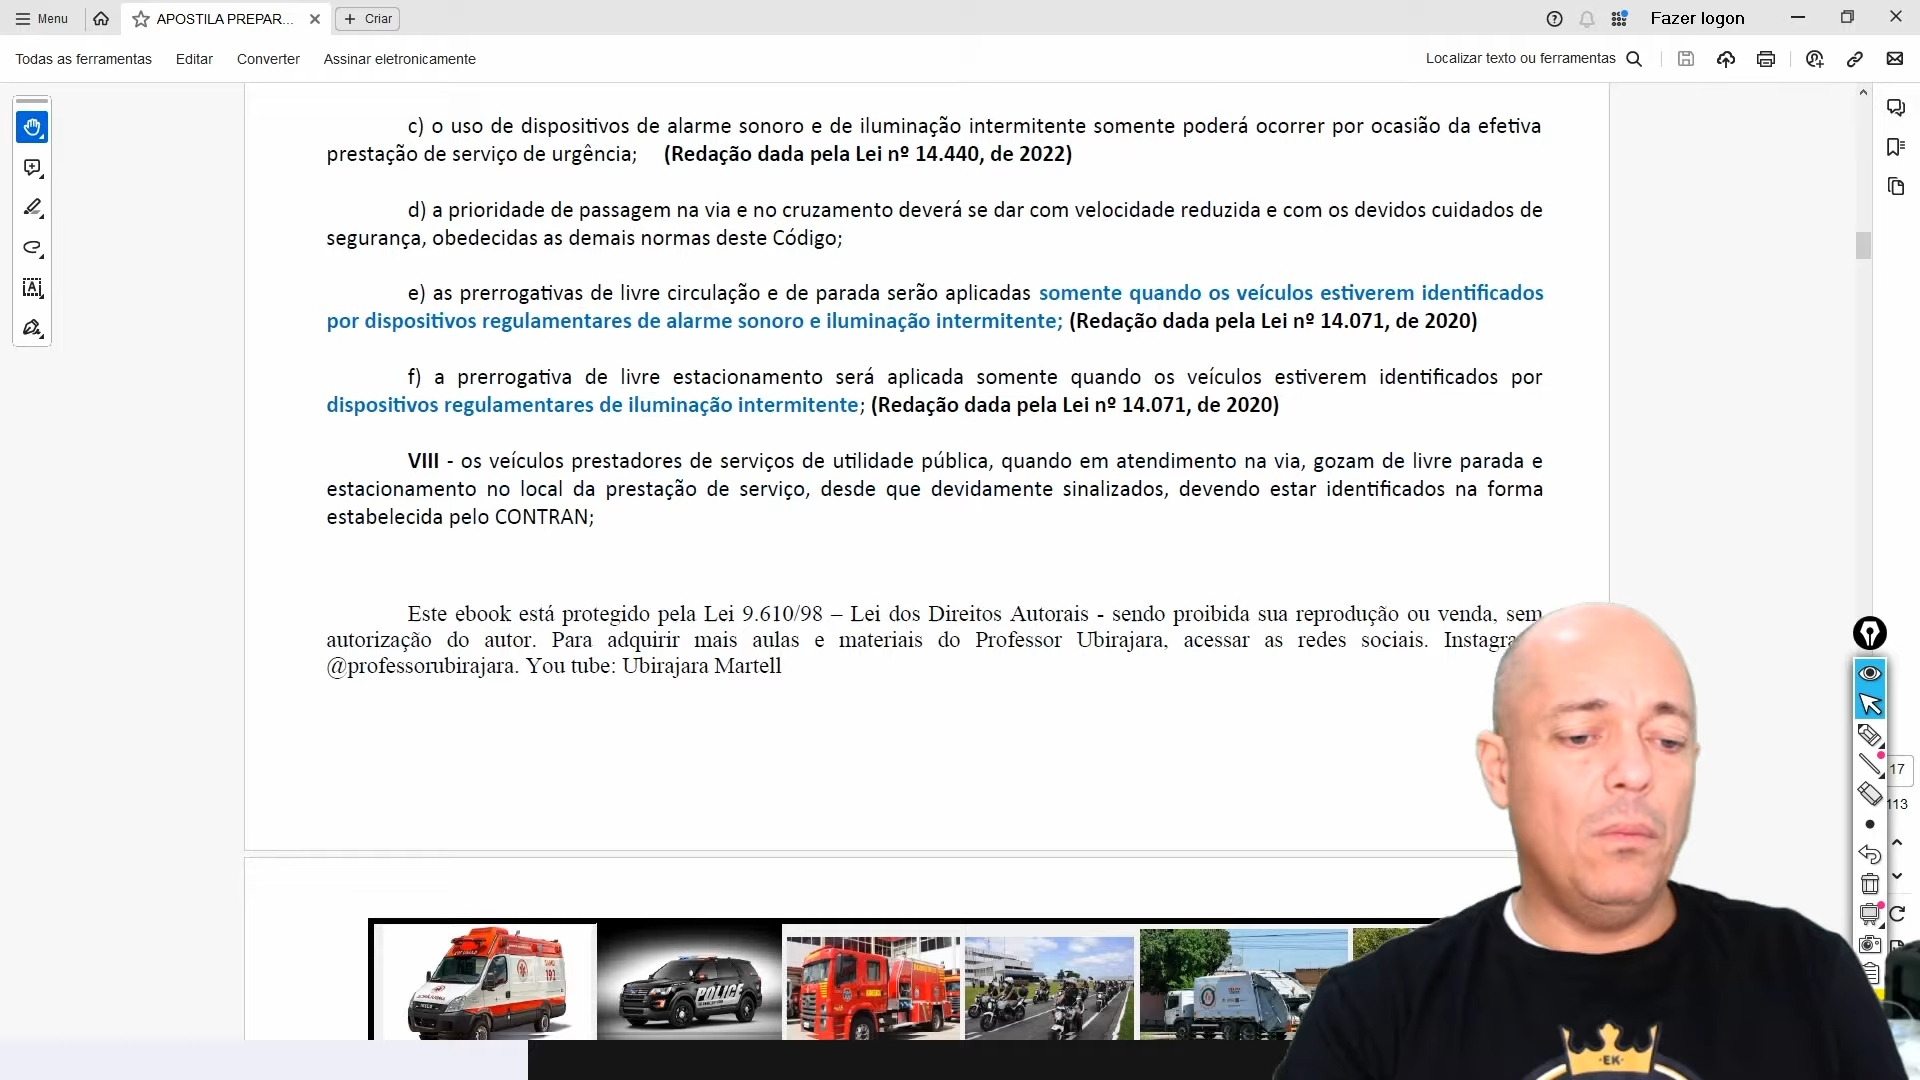 Menu
APOSTILA PREPAR...
Criar
Fazer logon
Todas as ferramentas
Editar
Converter
Assinar eletronicamente
Localizar texto ou ferramentas
c) o uso de dispositivos de alarme sonoro e de iluminação intermitente somente poderá ocorrer por ocasião da efetiva
prestação de serviço de urgência; (Redação dada pela Lei nº 14.440, de 2022)
d) a prioridade de passagem na via e no cruzamento deverá se dar com velocidade reduzida e com os devidos cuidados de
segurança, obedecidas as demais normas deste Código;
e) as prerrogativas de livre circulação e de parada serão aplicadas somente quando os veículos estiverem identificados
por dispositivos regulamentares de alarme sonoro e iluminação intermitente; (Redação dada pela Lei nº 14.071, de 2020)
f) a prerrogativa de livre estacionamento será aplicada somente quando os veículos estiverem identificados por
dispositivos regulamentares de iluminação intermitente; (Redação dada pela Lei nº 14.071, de 2020)
VIII - os veículos prestadores de serviços de utilidade pública, quando em atendimento na via, gozam de livre parada e
estacionamento no local da prestação de serviço, desde que devidamente sinalizados, devendo estar identificados na forma
estabelecida pelo CONTRAN;
Este ebook está protegido pela Lei 9.610/98 – Lei dos Direitos Autorais - sendo proibida sua reprodução ou venda, sem
autorização do autor. Para adquirir mais aulas e materiais do Professor Ubirajara, acessar as redes sociais.
@professorubirajara. You tube: Ubirajara Martell
17
113
192
POLICE
EK